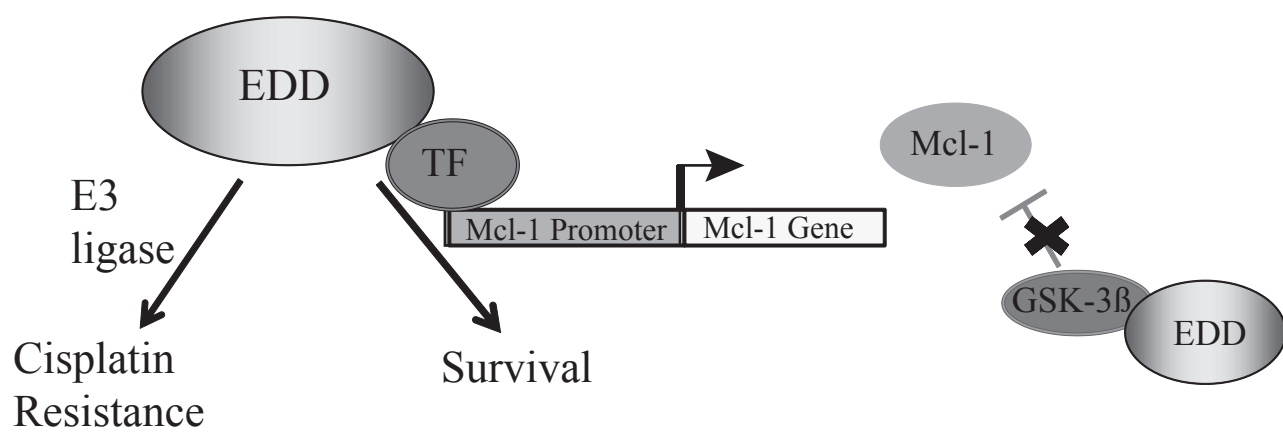 EDD
TF
Mcl-1
E3
ligase
Mcl-1 Promoter
Mcl-1 Gene
GSK-3ß
EDD
Cisplatin
Resistance
Survival